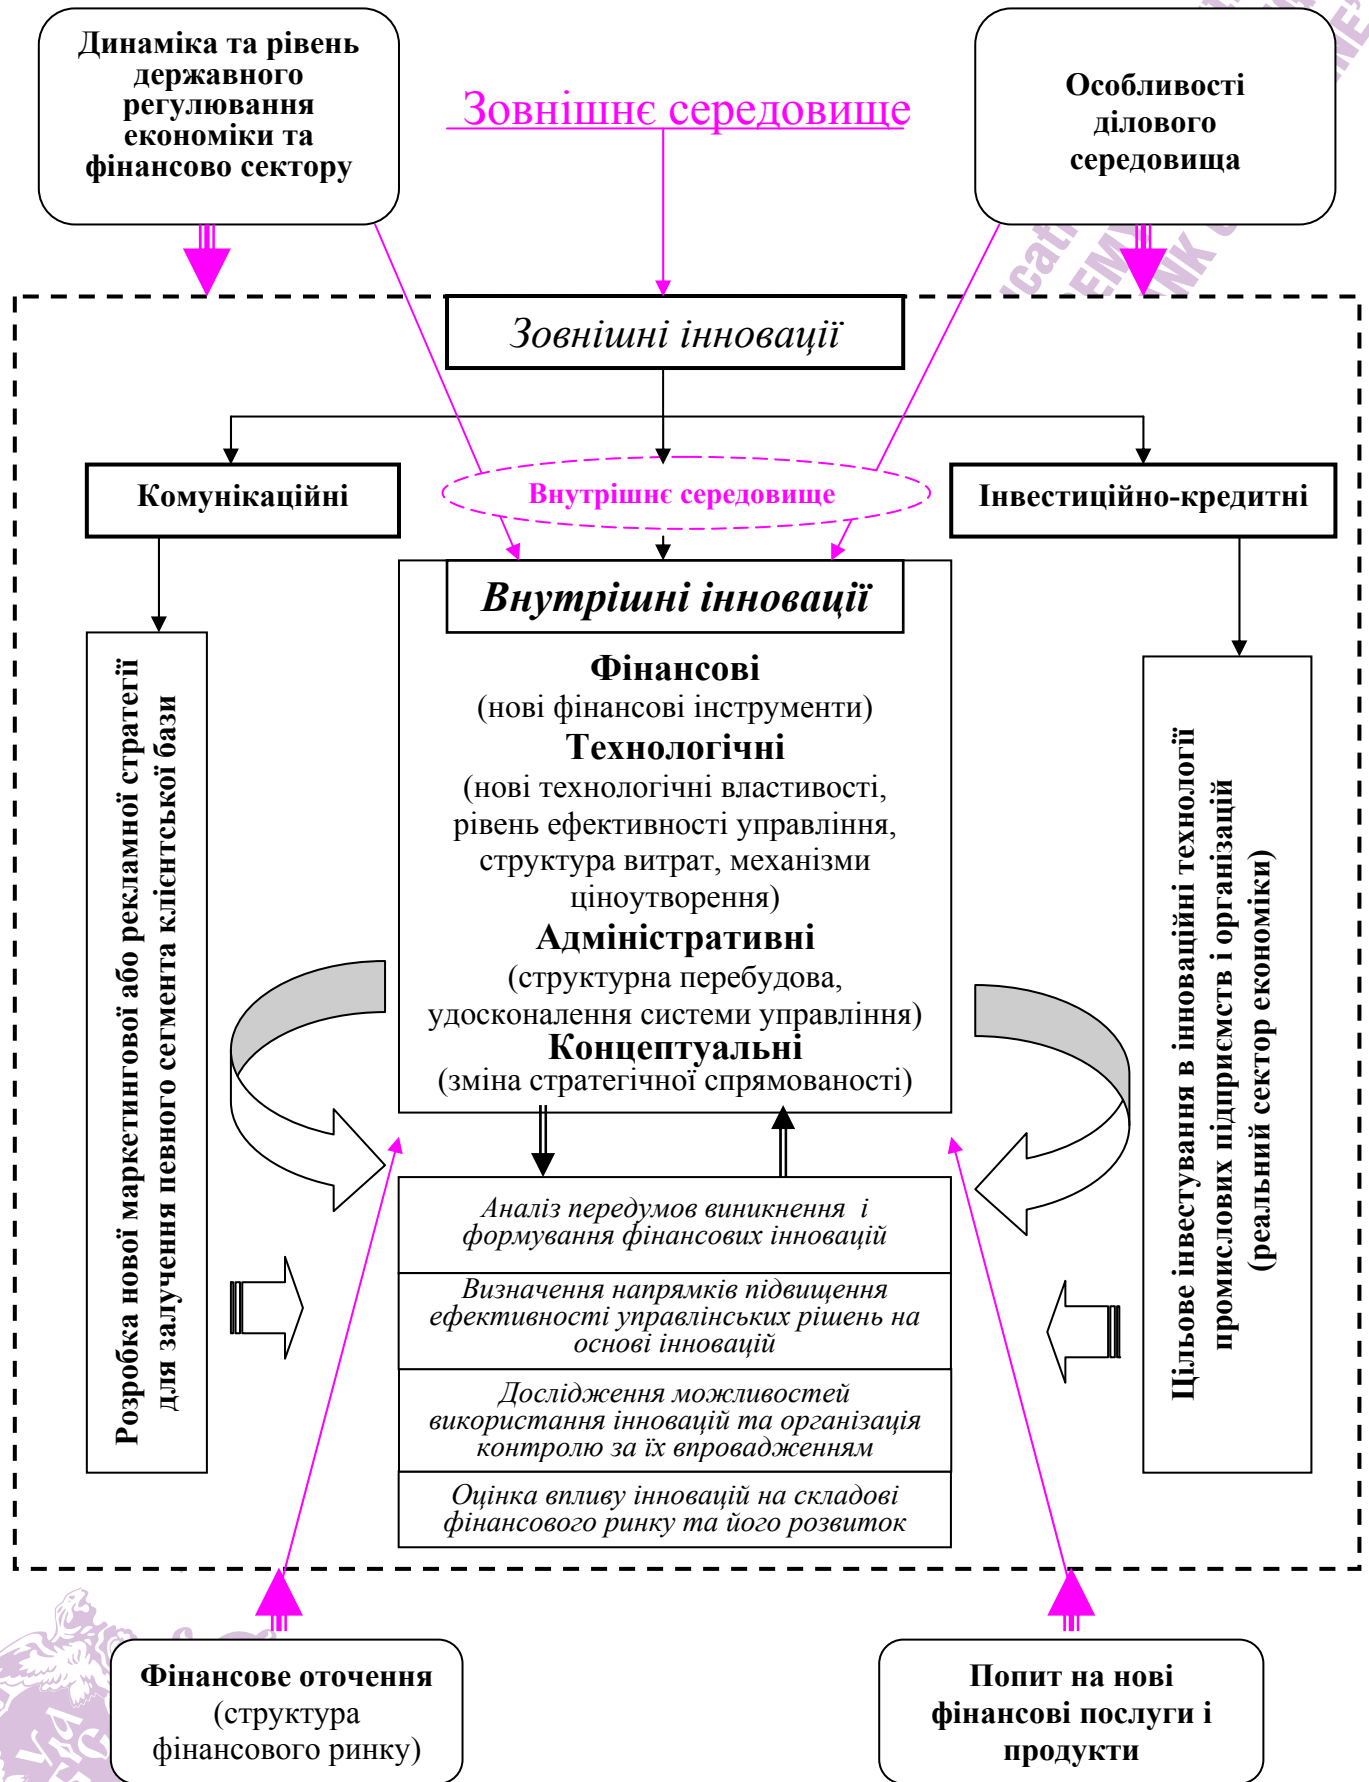 Динаміка та рівень
державного
регулювання
економіки та
фінансово сектору
Зовнішнє середовище
Особливості
ділового
середовища
Зовнішні інновації
Комунікаційні
Внутрішнє середовище
Інвестиційно-кредитні
Внутрішні інновації
Фінансові
(нові фінансові інструменти)
Технологічні
(нові технологічні властивості,
рівень ефективності управління,
структура витрат, механізми
ціноутворення)
Адміністративні
(структурна перебудова,
удосконалення системи управління)
Концептуальні
(зміна стратегічної спрямованості)
Розробка нової маркетингової або рекламної стратегії
для залучення певного сегмента клієнтської бази
Цільове інвестування в інноваційні технології
промислових підприємств і організацій
(реальний сектор економіки)
Аналіз передумов виникнення і
формування фінансових інновацій
Визначення напрямків підвищення
ефективності управлінських рішень на
основі інновацій
Дослідження можливостей
використання інновацій та організація
контролю за їх впровадженням
Оцінка впливу інновацій на складові
фінансового ринку та його розвиток
Фінансове оточення
(структура
фінансового ринку)
Попит на нові
фінансові послуги і
продукти